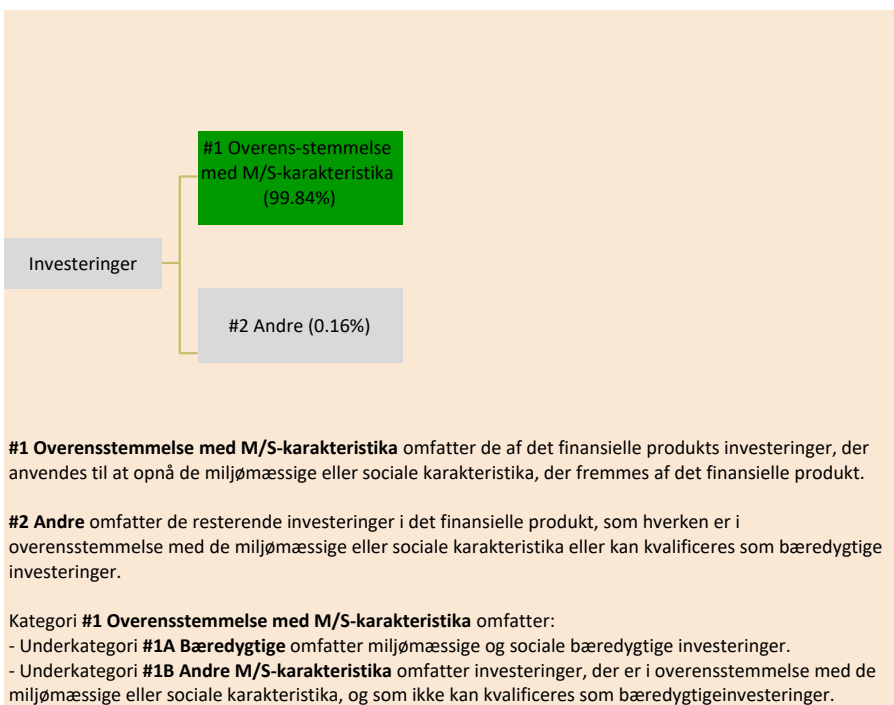 #1 Overens-stemmelse
med M/S-karakteristika
(99.84%)
Investeringer
#2 Andre (0.16%)
#1 Overensstemmelse med M/S-karakteristika omfatter de af det finansielle produkts investeringer, der
anvendes til at opnå de miljømæssige eller sociale karakteristika, der fremmes af det finansielle produkt.
#2 Andre omfatter de resterende investeringer i det finansielle produkt, som hverken er i
overensstemmelse med de miljømæssige eller sociale karakteristika eller kan kvalificeres som bæredygtige
investeringer.
Kategori #1 Overensstemmelse med M/S-karakteristika omfatter:
- Underkategori #1A Bæredygtige omfatter miljømæssige og sociale bæredygtige investeringer.
- Underkategori #1B Andre M/S-karakteristika omfatter investeringer, der er i overensstemmelse med de
miljømæssige eller sociale karakteristika, og som ikke kan kvalificeres som bæredygtigeinvesteringer.